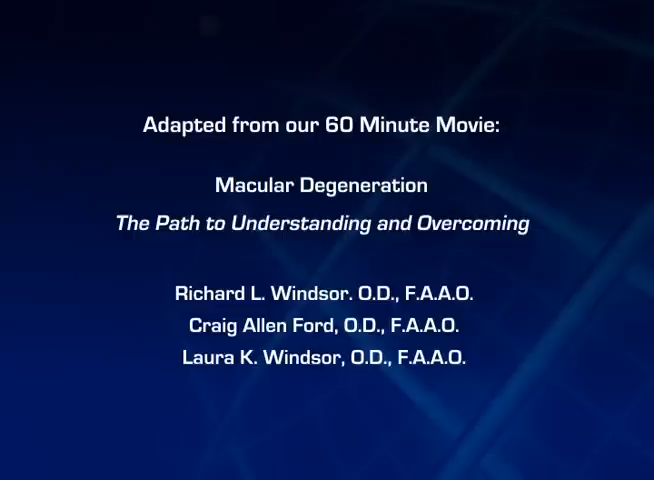 Adapted from our 60 Minute Movie:
Macular Degeneration
The Path to Understanding and Overcoming
Richard L. Windsor. O.D., F.A.A.O.
Craig Allen Ford, O.D., F.A.A.O.
Laura K. Windsor, O.D., F.A.A.O.